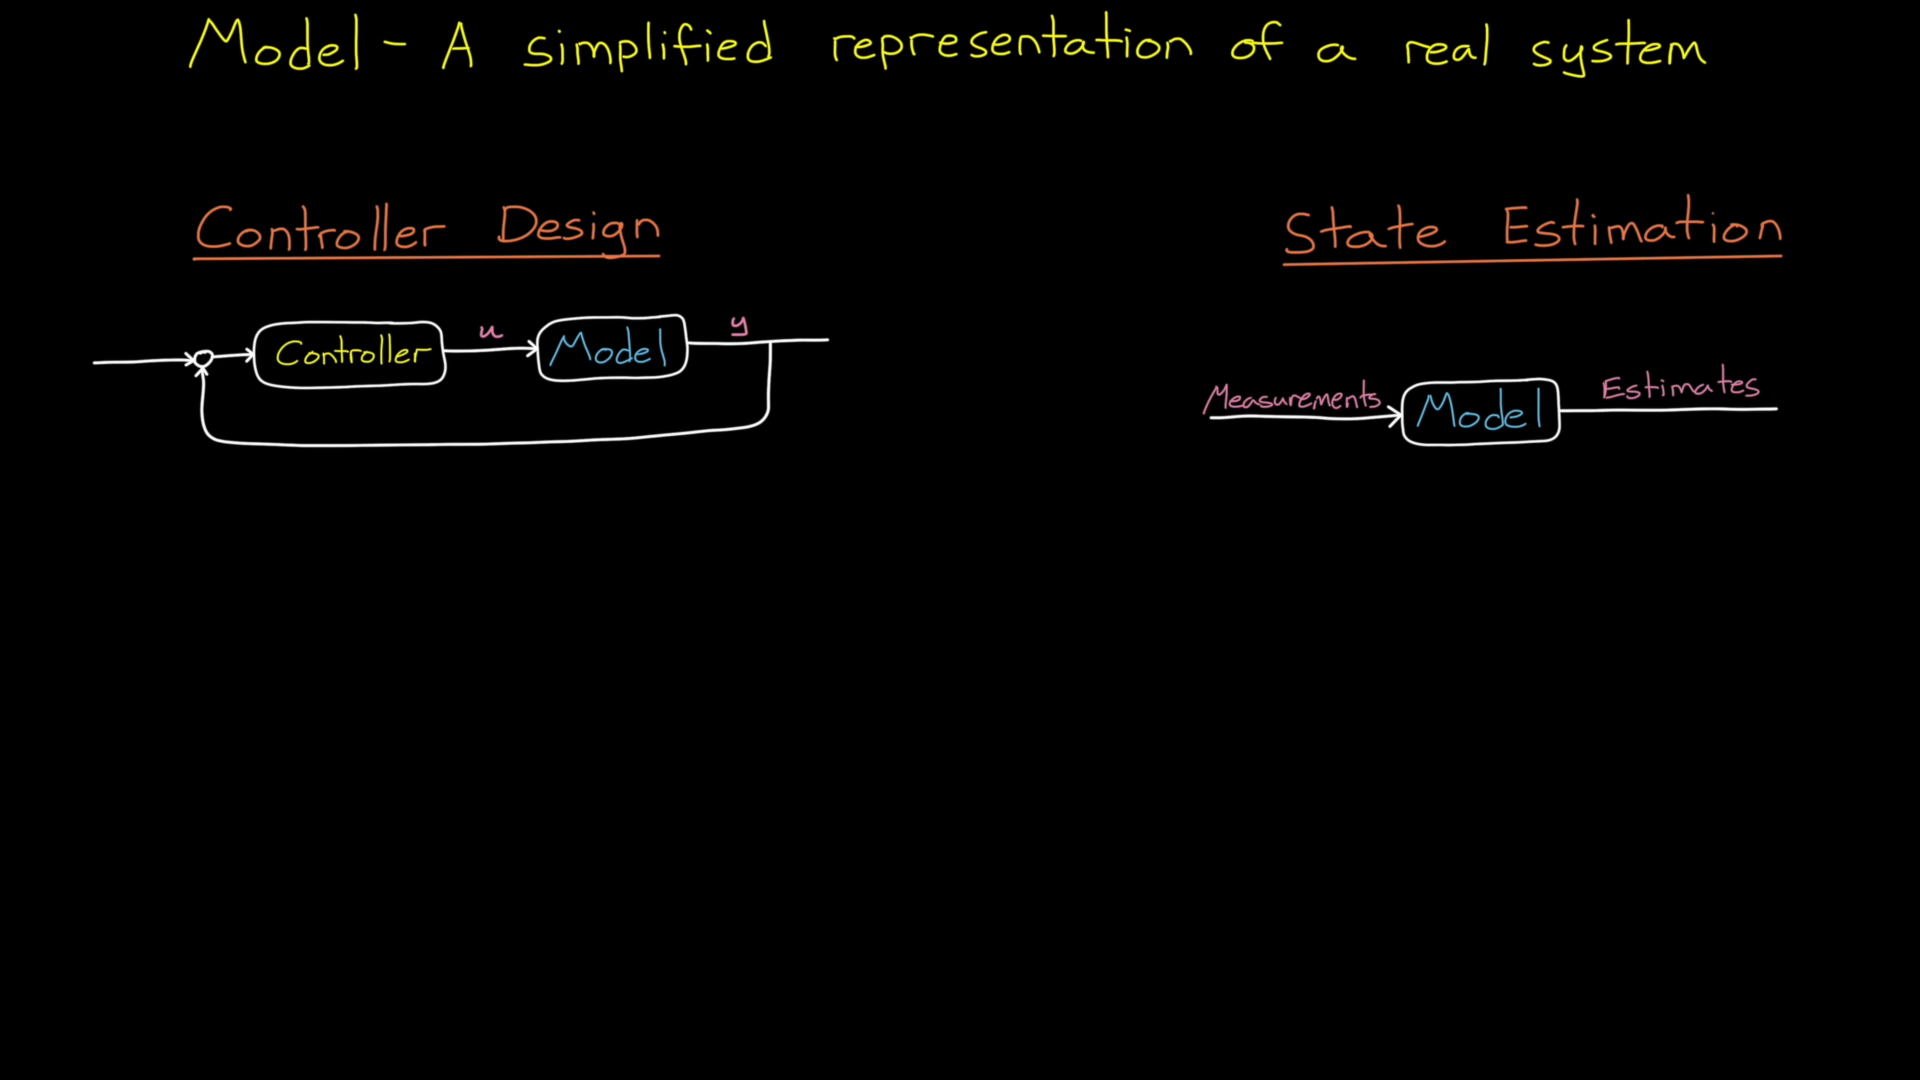 Model - A simplified representation of a real system
Controller Design
Controller
u
Model
y
State Estimation
Measurements
Model
Estimates